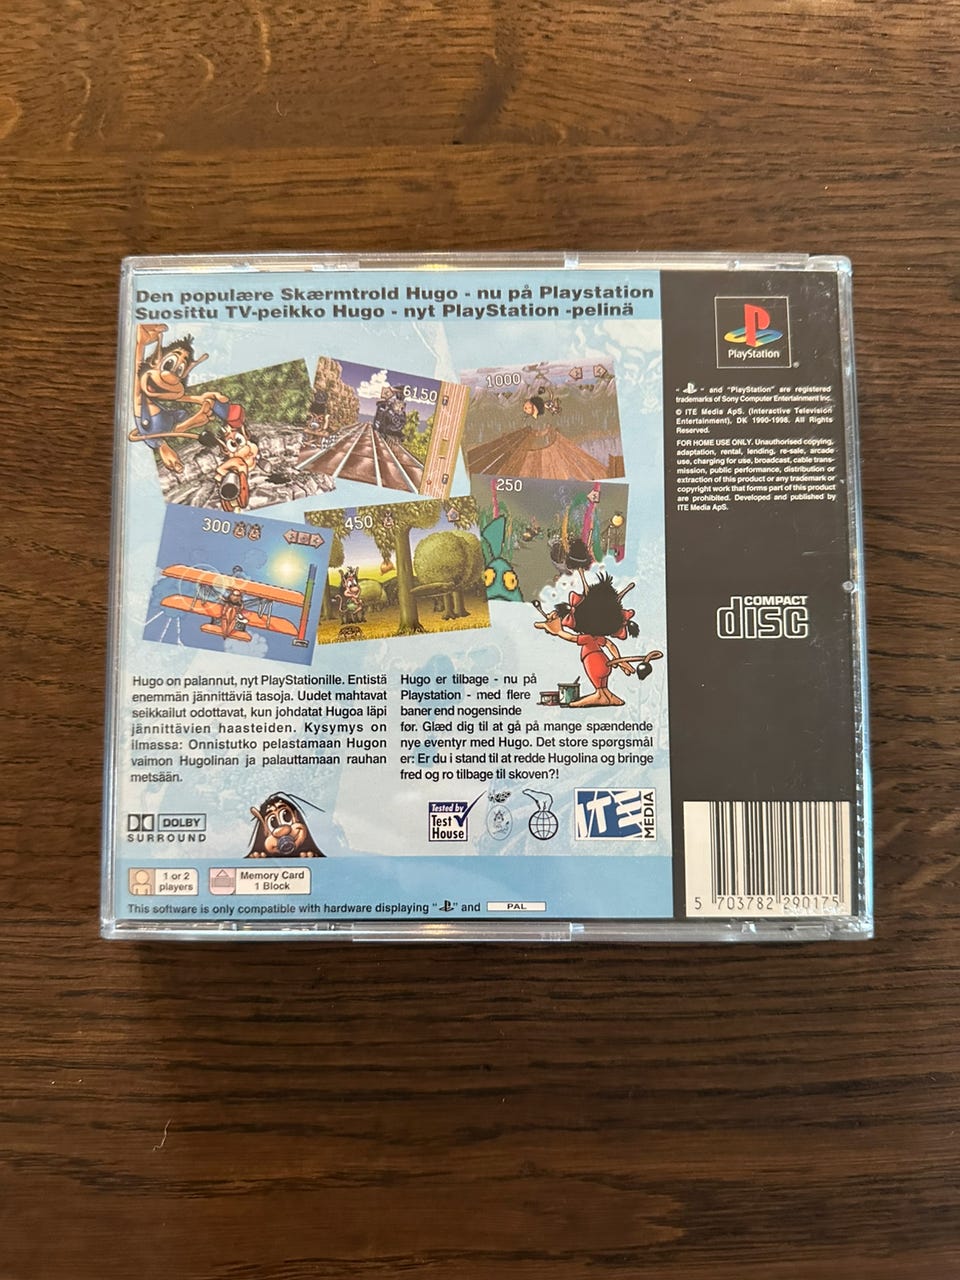 Den populære Skærmtrold Hugo - nu på Playstation
Suosittu TV-peikko Hugo - nyt PlayStation -pelinä
6150
1000
300
450
250
Hugo on palannut, nyt PlayStationille. Entistä
enemmän jännittäviä tasoja. Uudet mahtavat
seikkailut odottavat, kun johdatat Hugoa läpi
jännittävien haasteiden. Kysymys on
ilmassa: Onnistutko pelastamaan Hugon
vaimon Hugolinan ja palauttamaan rauhan
metsään.
Hugo er tilbage - nu på
Playstation - med flere
baner end nogensinde
før. Glæd dig til at gå på mange spændende
nye eventyr med Hugo. Det store spørgsmål
er: Er du i stand til at redde Hugolina og bringe
fred og ro tilbage til skoven?!
DOLBY
SURROUND
Tested by
Test
House
ITE
MEDIA
1 or 2
players
Memory Card
1 Block
This software is only compatible with hardware displaying “PS” and PAL
PlayStation
“PS” and “PlayStation” are registered
trademarks of Sony Computer Entertainment Inc.
© ITE Media ApS. (Interactive Television
Entertainment), DK 1990-1998. All Rights
Reserved.
FOR HOME USE ONLY. Unauthorised copying,
adaptation, rental, lending, re-sale, arcade
use, charging for use, broadcast, cable trans-
mission, public performance, distribution or
extraction of this product or any trademark or
copyright work that forms part of this product
are prohibited. Developed and published by
ITE Media ApS.
COMPACT
disc
5 703782 290175